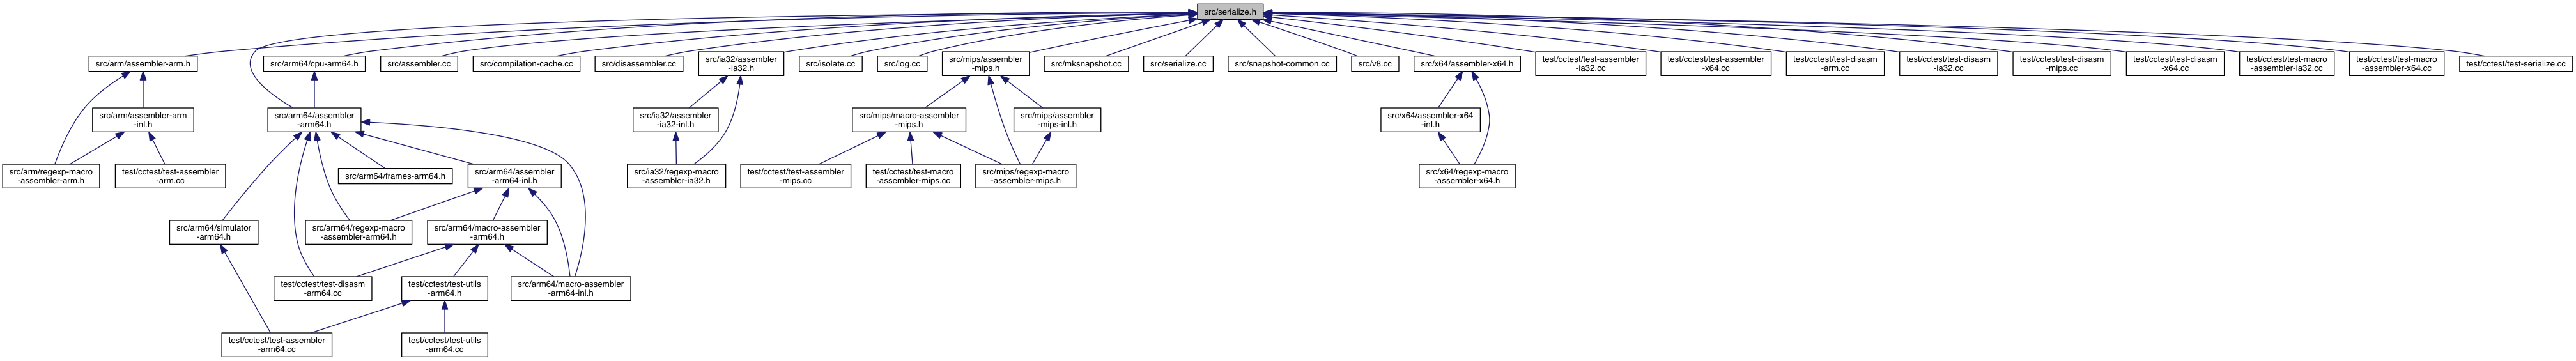 src/serialize.h
src/arm/assembler-arm.h
src/arm64/cpu-arm64.h
src/assembler.cc
src/compilation-cache.cc
src/disassembler.cc
src/ia32/assembler
-ia32.h
src/isolate.cc
src/log.cc
src/mips/assembler
-mips.h
src/mksnapshot.cc
src/serialize.cc
src/snapshot-common.cc
src/v8.cc
src/x64/assembler-x64.h
test/cctest/test-assembler
-ia32.cc
test/cctest/test-assembler
-x64.cc
test/cctest/test-disasm
-arm.cc
test/cctest/test-disasm
-ia32.cc
test/cctest/test-disasm
-mips.cc
test/cctest/test-disasm
-x64.cc
test/cctest/test-macro
-assembler-ia32.cc
test/cctest/test-macro
-assembler-x64.cc
test/cctest/test-serialize.cc
src/arm/assembler-arm
-inl.h
src/arm64/assembler
-arm64.h
src/ia32/assembler
-ia32-inl.h
src/mips/macro-assembler
-mips.h
src/mips/assembler
-mips-inl.h
src/x64/assembler-x64
-inl.h
src/arm/regexp-macro
-assembler-arm.h
test/cctest/test-assembler
-arm.cc
src/arm64/frames-arm64.h
src/arm64/assembler
-arm64-inl.h
src/ia32/regexp-macro
-assembler-ia32.h
test/cctest/test-assembler
-mips.cc
test/cctest/test-macro
-assembler-mips.cc
src/mips/regexp-macro
-assembler-mips.h
src/x64/regexp-macro
-assembler-x64.h
src/arm64/simulator
-arm64.h
src/arm64/regexp-macro
-assembler-arm64.h
src/arm64/macro-assembler
-arm64.h
test/cctest/test-disasm
-arm64.cc
test/cctest/test-utils
-arm64.h
src/arm64/macro-assembler
-arm64-inl.h
test/cctest/test-assembler
-arm64.cc
test/cctest/test-utils
-arm64.cc